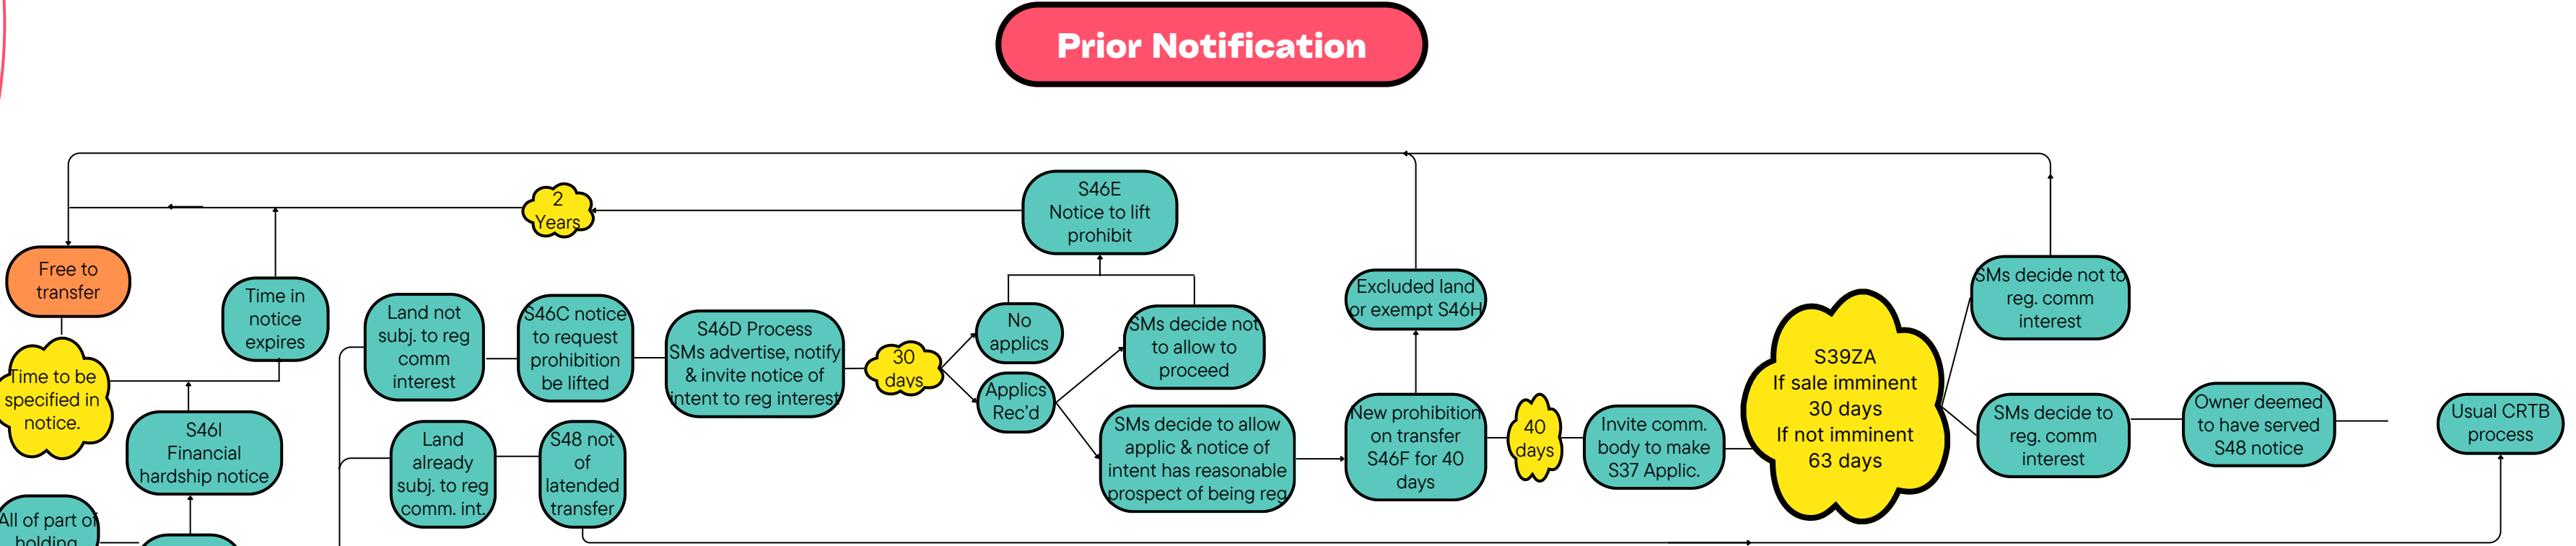 Prior Notification
2
Years
S46E
Notice to lift
prohibit
Free to
transfer
Time in
notice
expires
Time to be
specified in
notice.
S46I
Financial
hardship notice
All of part of
holding
Land not
subj. to reg
comm
interest
S46C notice
to request
prohibition
be lifted
S46D Process
SMs advertise, notify
& invite notice of
intent to reg interest
30
days
No
applics
Applics
Rec'd
SMs decide not
to allow to
proceed
SMs decide to allow
applic & notice of
intent has reasonable
prospect of being reg
Land
already
subj. to reg
comm. int.
S48 not
of
latended
transfer
Excluded land
or exempt S46H
New prohibition
on transfer
S46F for 40
days
40
days
Invite comm.
body to make
S37 Applic.
S39ZA
If sale imminent
30 days
If not imminent
63 days
SMs decide not to
reg. comm
interest
SMs decide to
reg. comm
interest
Owner deemed
to have served
S48 notice
Usual CRTB
process